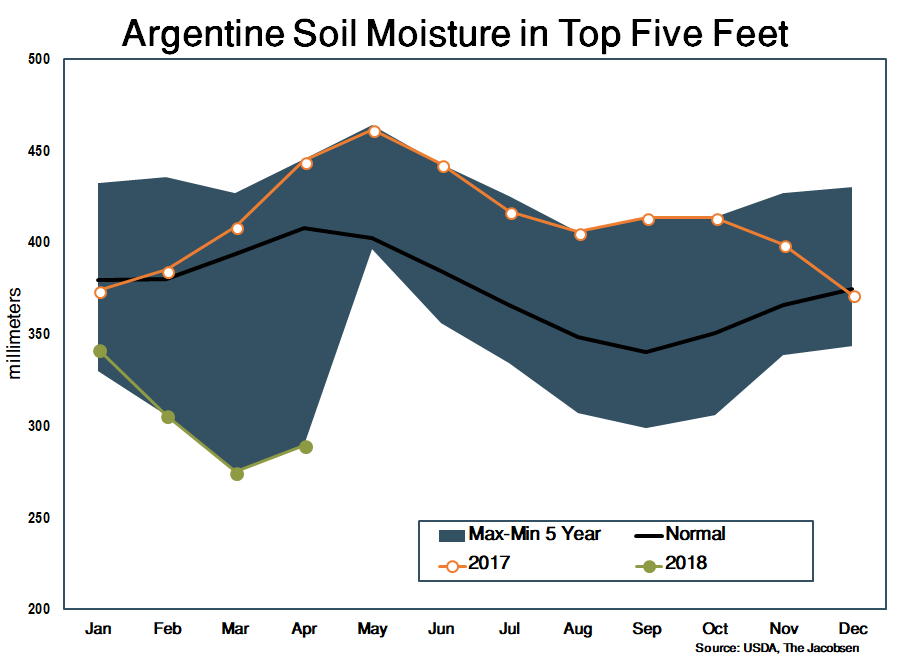 Argentine Soil Moisture in Top Five Feet
500
450
400
350
300
250
200
millimeters
Max-Min 5 Year Normal
2017 2018
Jan Feb Mar Apr May Jun Jul Aug Sep Oct Nov Dec
Source: USDA, The Jacobsen